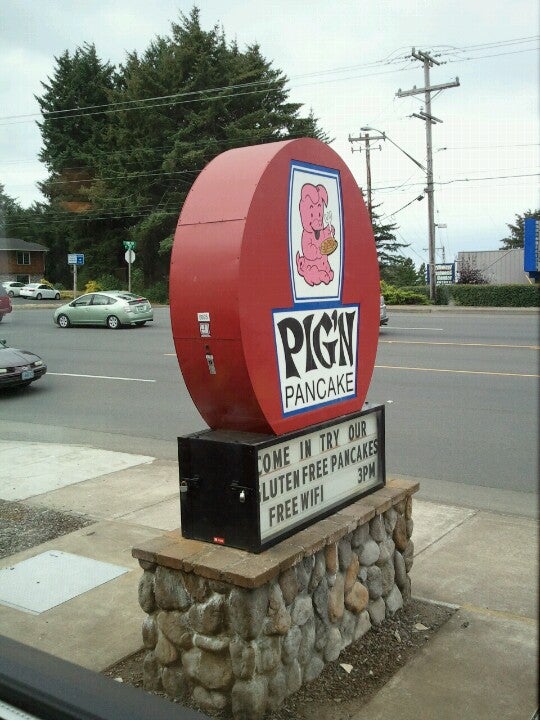 PIG'N
PANCAKE
COME IN TRY OUR
GLUTEN FREE PANCAKES
FREE WIFI 3PM